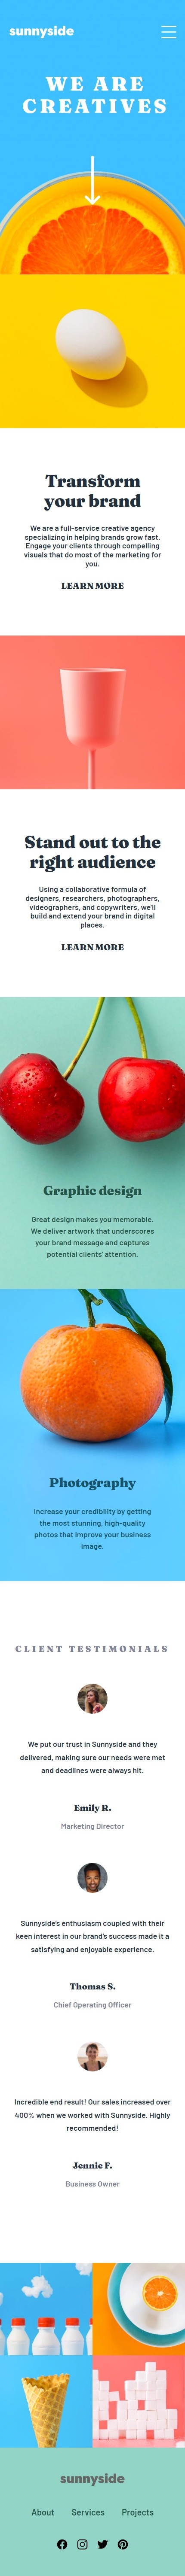 sunnyside
WE ARE
CREATIVES
Transform
your brand
We are a full-service creative agency
specializing in helping brands grow fast.
Engage your clients through compelling
visuals that do most of the marketing for
you.
LEARN MORE
Stand out to the
right audience
Using a collaborative formula of
designers, researchers, photographers,
videographers, and copywriters, we'll
build and extend your brand in digital
places.
LEARN MORE
Graphic design
Great design makes you memorable.
We deliver artwork that underscores
your brand message and captures
potential clients' attention.
Photography
Increase your credibility by getting
the most stunning, high-quality
photos that improve your business
image.
CLIENT TESTIMONIALS
We put our trust in Sunnyside and they
delivered, making sure our needs were met
and deadlines were always hit.
Emily R.
Marketing Director
Sunnyside's enthusiasm coupled with their
keen interest in our brand's success made it a
satisfying and enjoyable experience.
Thomas S.
Chief Operating Officer
Incredible end result! Our sales increased over
400% when we worked with Sunnyside. Highly
recommended!
Jennie F.
Business Owner
sunnyside
About Services Projects